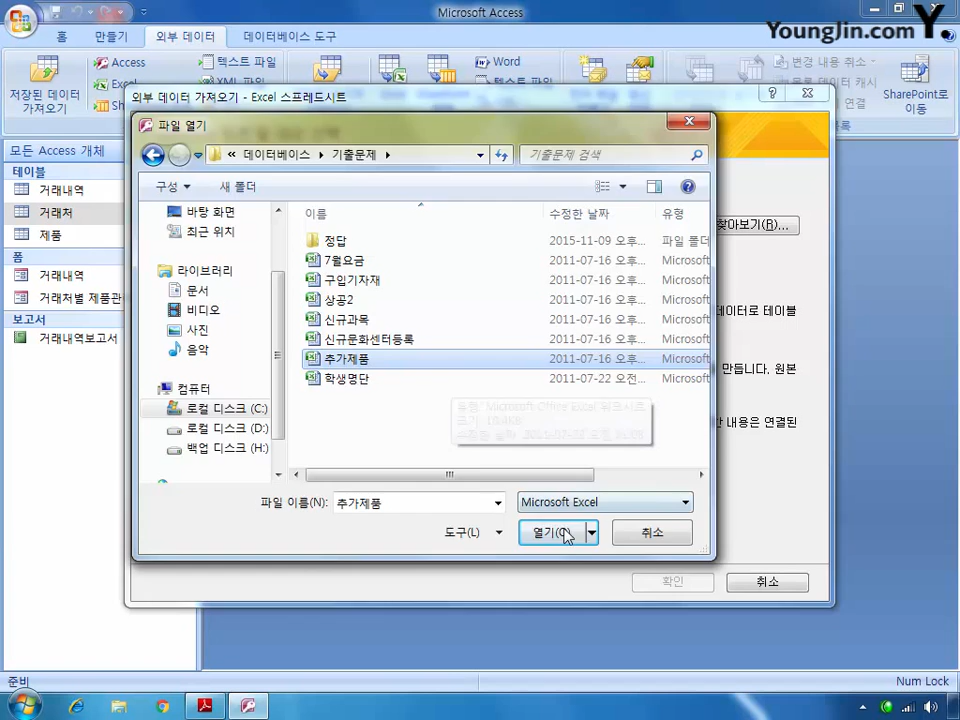 Microsoft Access
YoungJin.com Y.
홈
만들기
외부 데이터
데이터베이스 도구
저장된 데이터
가져오기
Access
Excel
텍스트 파일
XML 파일
Word
텍스트 파일
변경 내용 취소
캐시
연결
SharePoint로
이동
외부 데이터 가져오기 - Excel 스프레드시트
파일 열기
« 데이터베이스 ▸ 기출문제 ▸
기출문제 검색
구성
새 폴더
모든 Access 개체
테이블
거래내역
거래처
제품
폼
거래내역
거래처별 제품관
보고서
거래내역보고서
바탕 화면
최근 위치
라이브러리
문서
비디오
사진
음악
컴퓨터
로컬 디스크 (C:)
로컬 디스크 (D:)
백업 디스크 (H:)
이름 수정한 날짜 유형
정답 2015-11-09 오후... 파일 폴더
7월요금 2011-07-16 오후... Microsoft
구입기자재 2011-07-16 오후... Microsoft
상공2 2011-07-16 오후... Microsoft
신규과목 2011-07-16 오후... Microsoft
신규문화센터등록 2011-07-16 오후... Microsoft
추가제품 2011-07-16 오후... Microsoft
학생명단 2011-07-22 오전... Microsoft
유형: Microsoft Office Excel 워크시트
찾아보기(R)...
데이터로 테이블
만듭니다. 원본
내용은 연결된
파일 이름(N): 추가제품
Microsoft Excel
도구(L)
열기(O)
취소
확인
취소
준비
Num Lock